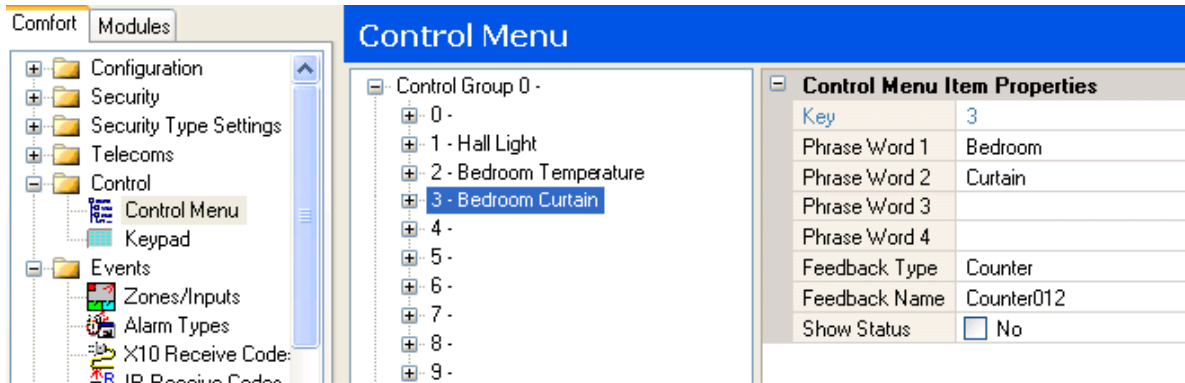 Comfort Modules
Configuration
Security
Security Type Settings
Telecoms
Control
Control Menu
Keypad
Events
Zones/Inputs
Alarm Types
X10 Receive Code:
IR Receive Codes
Control Menu
Control Group 0 -
0 -
1 - Hall Light
2 - Bedroom Temperature
3 - Bedroom Curtain
4 -
5 -
6 -
7 -
8 -
9 -
Control Menu Item Properties
Key 3
Phrase Word 1 Bedroom
Phrase Word 2 Curtain
Phrase Word 3
Phrase Word 4
Feedback Type Counter
Feedback Name Counter012
Show Status No